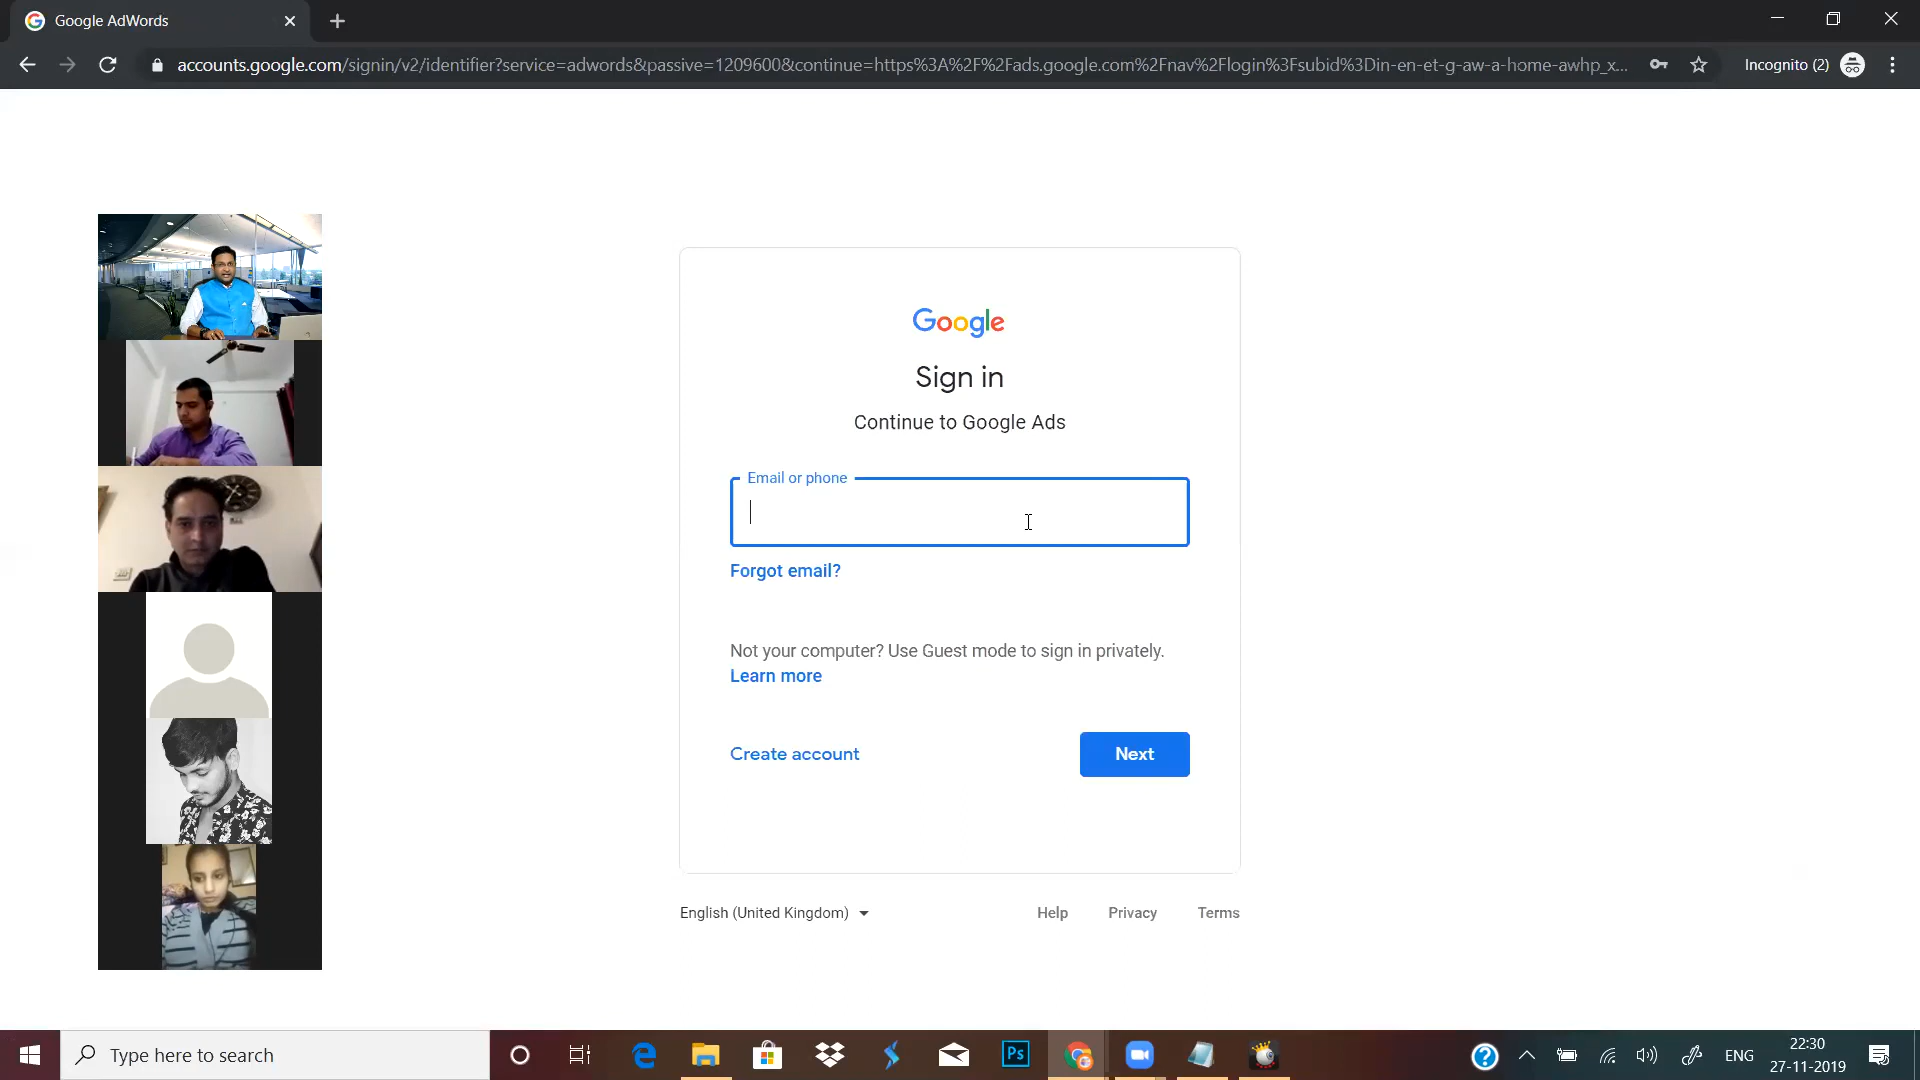 Google AdWords
accounts.google.com/signin/v2/identifier?service=adwords&passive=1209600&continue=https%3A%2F%2Fads.google.com%2Fnav%2Flogin%3Fsubid%3Din-en-et-g-aw-a-home-awhp_x...
Incognito (2)
Google
Sign in
Continue to Google Ads
Email or phone
Forgot email?
Not your computer? Use Guest mode to sign in privately.
Learn more
Create account
Next
English (United Kingdom)
Help
Privacy
Terms
Type here to search
Ps
ENG
22:30
27-11-2019